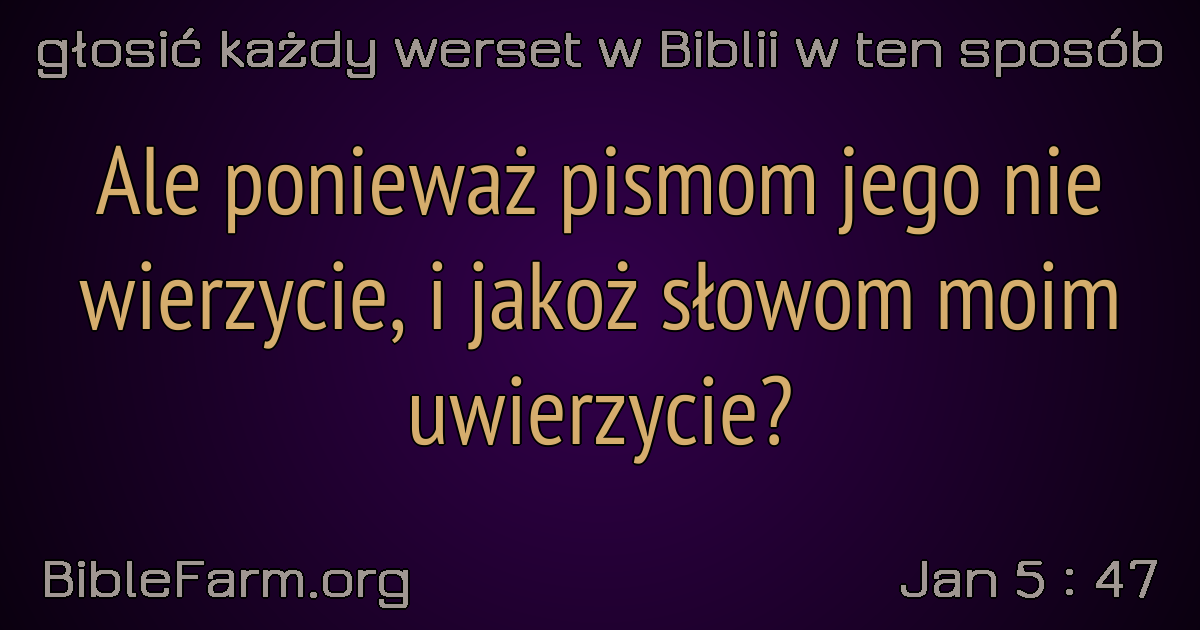 głosić każdy werset w Biblii w ten sposób
Ale ponieważ pismom jego nie
wierzycie, i jakoż słowom moim
uwierzycie?
BibleFarm.org
Jan 5 : 47